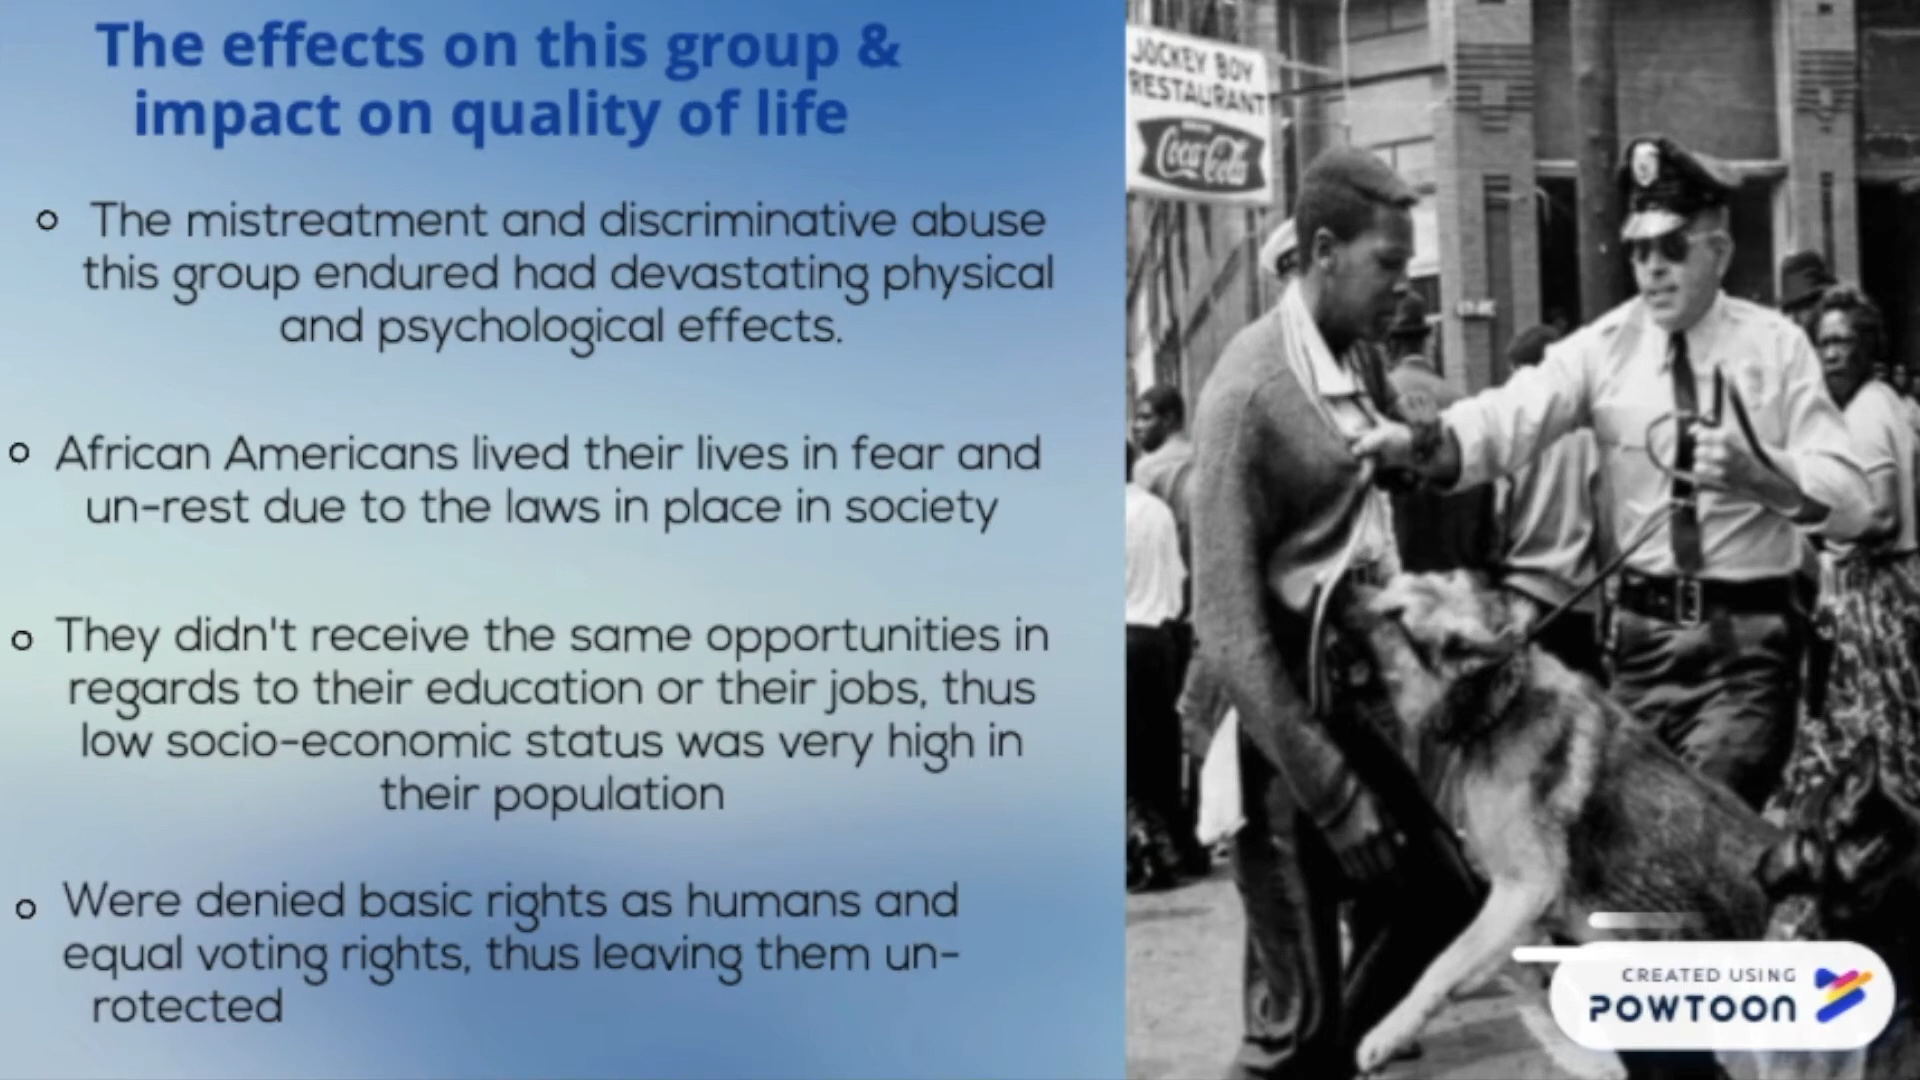 The effects on this group &
impact on quality of life
The mistreatment and discriminative abuse
this group endured had devastating physical
and psychological effects.
African Americans lived their lives in fear and
un-rest due to the laws in place in society
They didn't receive the same opportunities in
regards to their education or their jobs, thus
low socio-economic status was very high in
their population
Were denied basic rights as humans and
equal voting rights, thus leaving them un-
rotected
JOCKEY BOY
RESTAURANT
Coca-Cola
CREATED USING
POWTOON